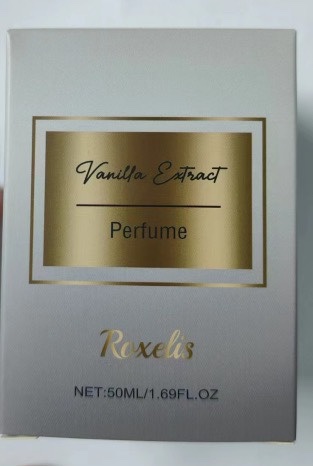 Vanilla Extract
Perfume
Roxelis
NET:50ML/1.69FL.OZ